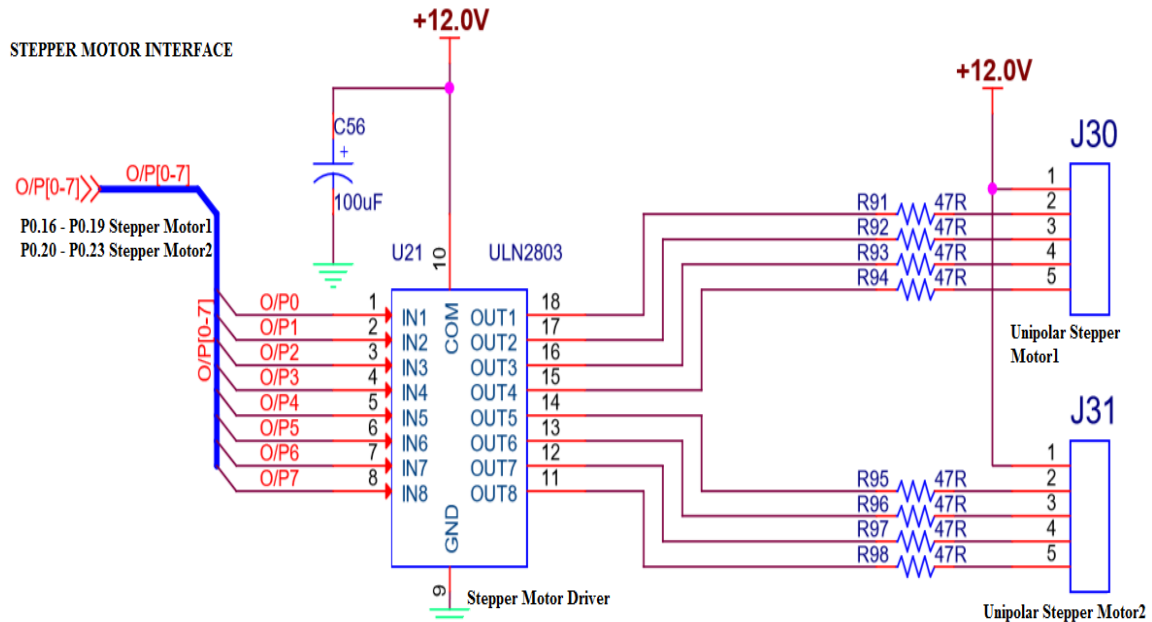 +12.0V
STEPPER MOTOR INTERFACE
+12.0V
C56
+
100uF
J30
O/P[0-7]
O/P[0-7]
P0.16 - P0.19 Stepper Motor1
P0.20 - P0.23 Stepper Motor2
O/P[0-7]
U21
10
ULN2803
O/P0 1 IN1 COM OUT1 18
O/P1 2 IN2 OUT2 17
O/P2 3 IN3 OUT3 16
O/P3 4 IN4 OUT4 15
O/P4 5 IN5 OUT5 14
O/P5 6 IN6 OUT6 13
O/P6 7 IN7 OUT7 12
O/P7 8 IN8 OUT8 11
GND
9
Stepper Motor Driver
1
R91 47R 2
R92 47R 3
R93 47R 4
R94 47R 5
Unipolar Stepper
Motor1
J31
1
R95 47R 2
R96 47R 3
R97 47R 4
R98 47R 5
Unipolar Stepper Motor2